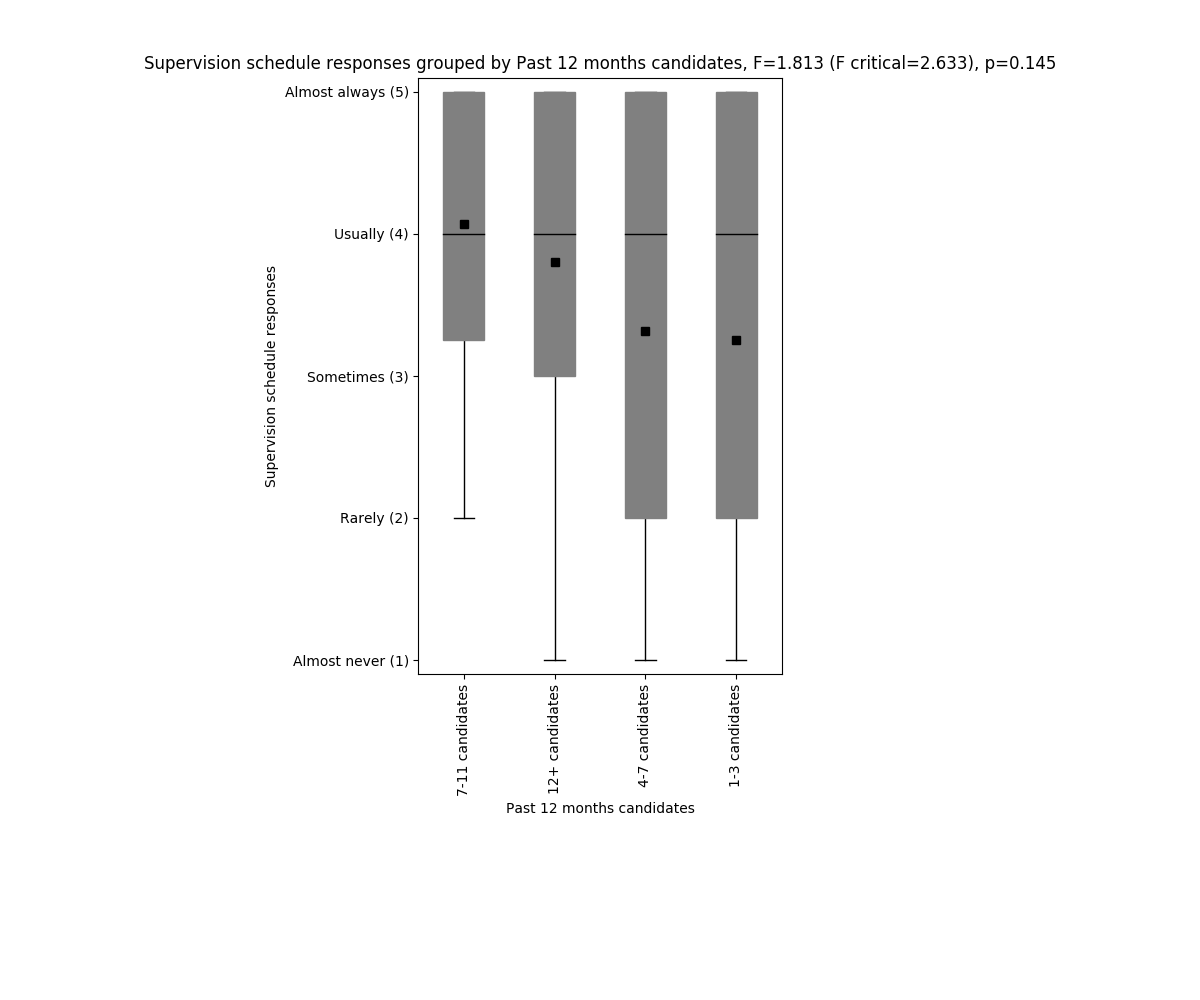 Supervision schedule responses grouped by Past 12 months candidates, F=1.813 (F critical=2.633), p=0.145
Almost always (5)
Usually (4)
Sometimes (3)
Rarely (2)
Almost never (1)
Supervision schedule responses
7-11 candidates
12+ candidates
4-7 candidates
1-3 candidates
Past 12 months candidates